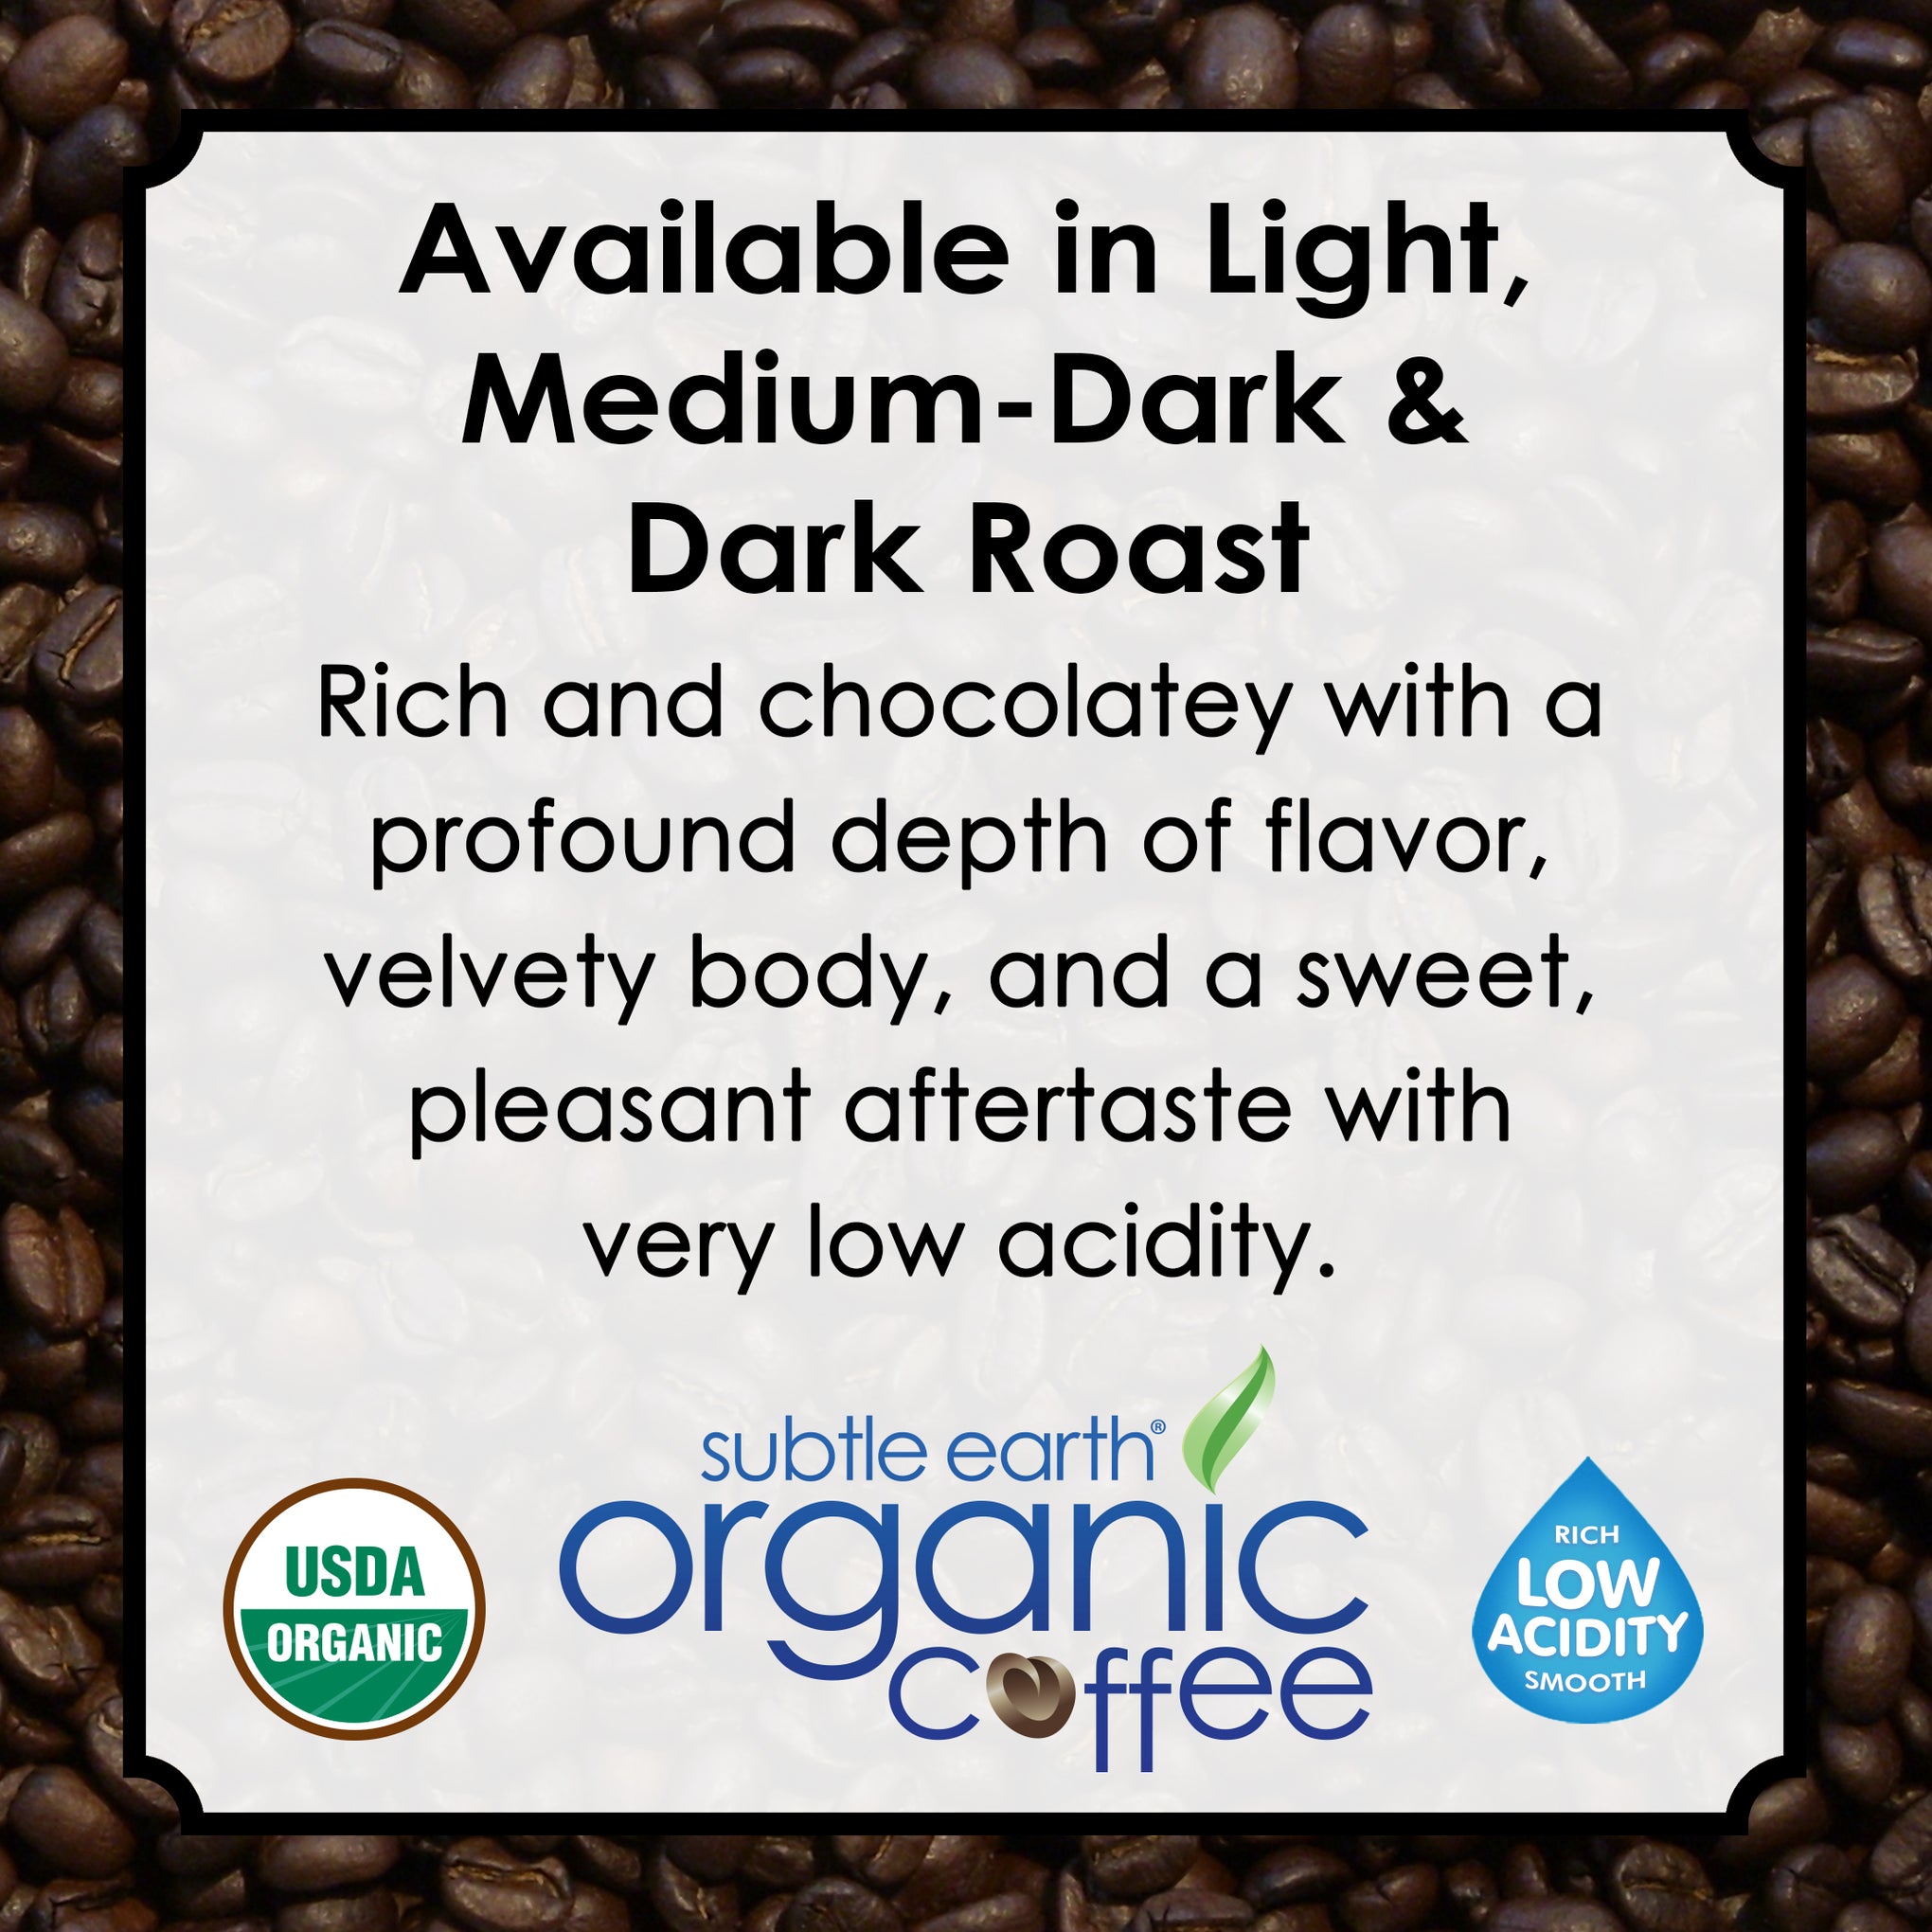 Available in Light,
Medium-Dark &
Dark Roast
Rich and chocolatey with a
profound depth of flavor,
velvety body, and a sweet,
pleasant aftertaste with
very low acidity.
subtle earth®
organic
coffee
USDA
ORGANIC
RICH
LOW
ACIDITY
SMOOTH